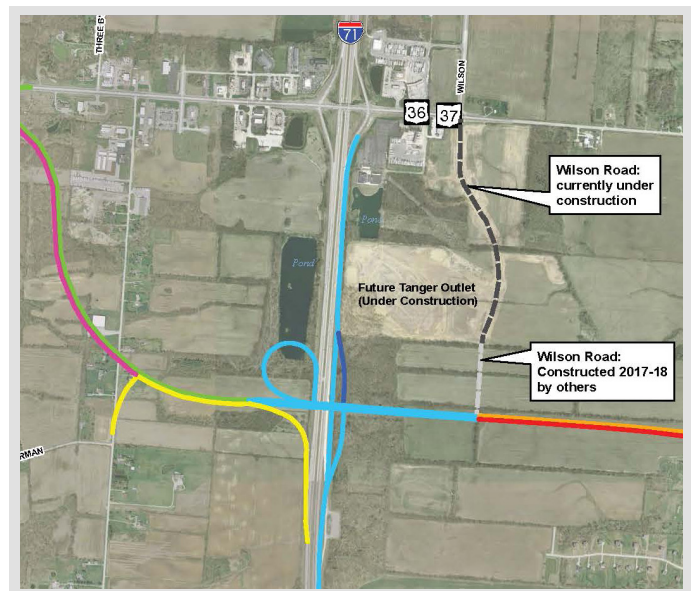 THREE B'
71
WILSON
36
37
Wilson Road:
currently under
construction
Pond
Pond
Future Tanger Outlet
(Under Construction)
Wilson Road:
Constructed 2017-18
by others
RMAN